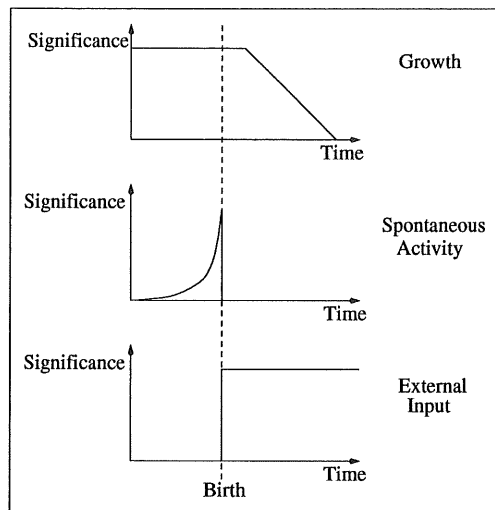 Significance
Growth
Time
Significance
Spontaneous
Activity
Time
Significance
External
Input
Time
Birth